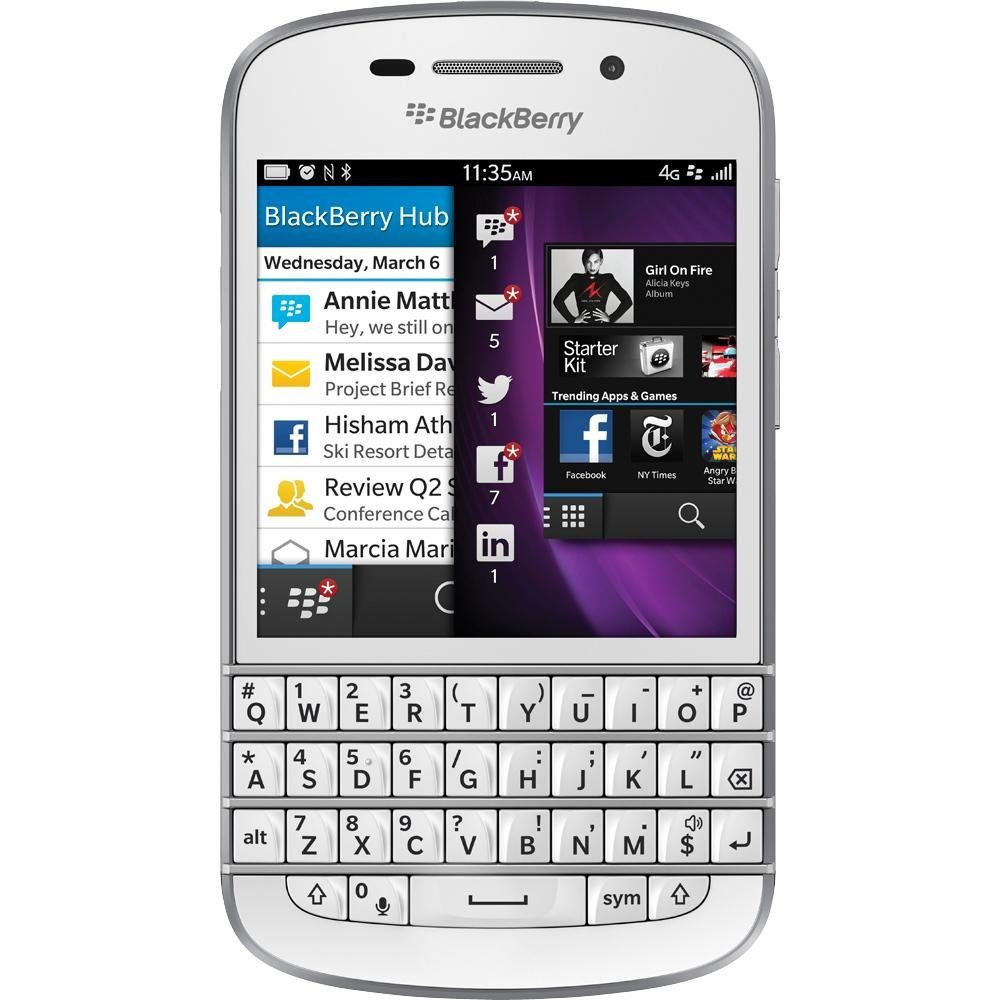 BlackBerry
11:35AM
4G
BlackBerry Hub
Wednesday, March 6
Annie Matt
Hey, we still on
Melissa Dav
Project Brief Re
Hisham Ath
Ski Resort Deta
Review Q2 S
Conference Cal
Marcia Mari
1
5
1
7
in
1
Girl On Fire
Alicia Keys
Album
Starter
Kit
Trending Apps & Games
Facebook
NY Times
Angry B
Star Wa
# 1 2 3 ( ) _ - + @
Q W E R T Y U I O P
* 4 5 6 / : ; ' "
A S D F G H J K L
alt 7 8 9 ? ! , .
Z X C V B N M $
0 sym